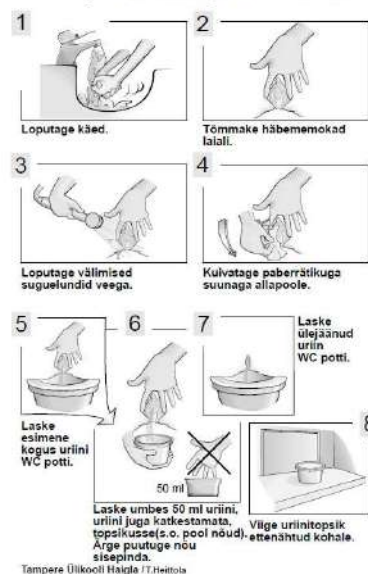 1
Loputage käed.
2
Tõmmake häbememokad
laiali.
3
Loputage välimised
suguelundid veega.
4
Kuivatage paberrätikuga
suunaga allapoole.
5
Laske
esimene
kogus uriini
WC potti.
6
50 ml
Laske umbes 50 ml uriini,
uriini juga katkestamata,
topsikusse(s.o. pool nõud).
Ärge puutuge nõu
sisepinda.
7
Laske
ülejäänud
uriin
WC potti.
8
Viige uriinitopsik
ettenähtud kohale.
Tampere Ülikooli Haigla /T.Heittola